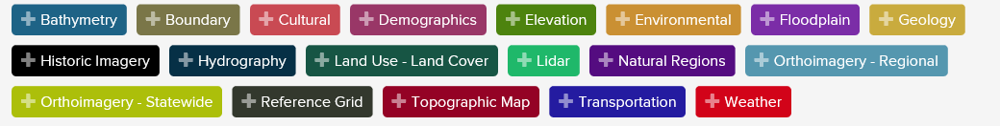 Bathymetry Boundary Cultural Demographics Elevation Environmental Floodplain Geology
Historic Imagery Hydrography Land Use - Land Cover Lidar Natural Regions Orthoimagery - Regional
Orthoimagery - Statewide Reference Grid Topographic Map Transportation Weather